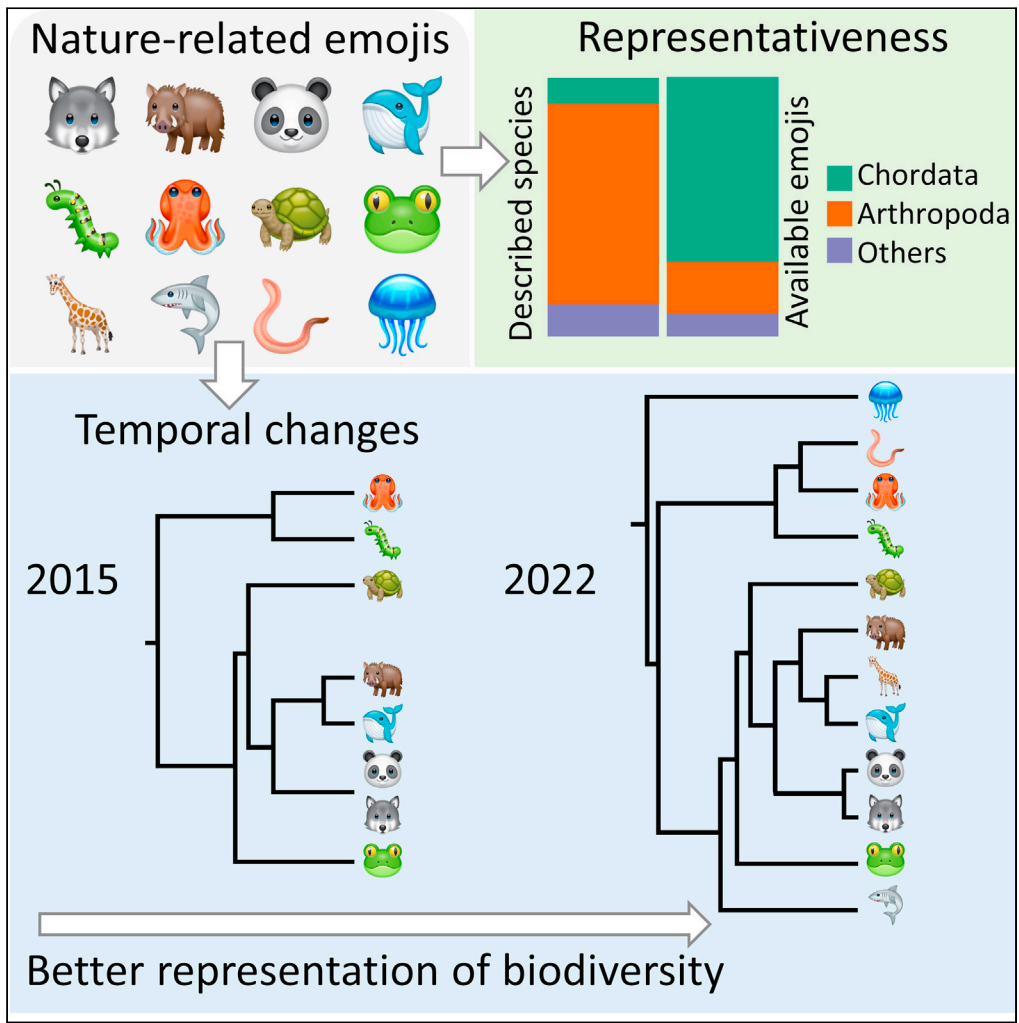 Nature-related emojis
Representativeness
Described species
Available emojis
Chordata
Arthropoda
Others
Temporal changes
2015
2022
Better representation of biodiversity